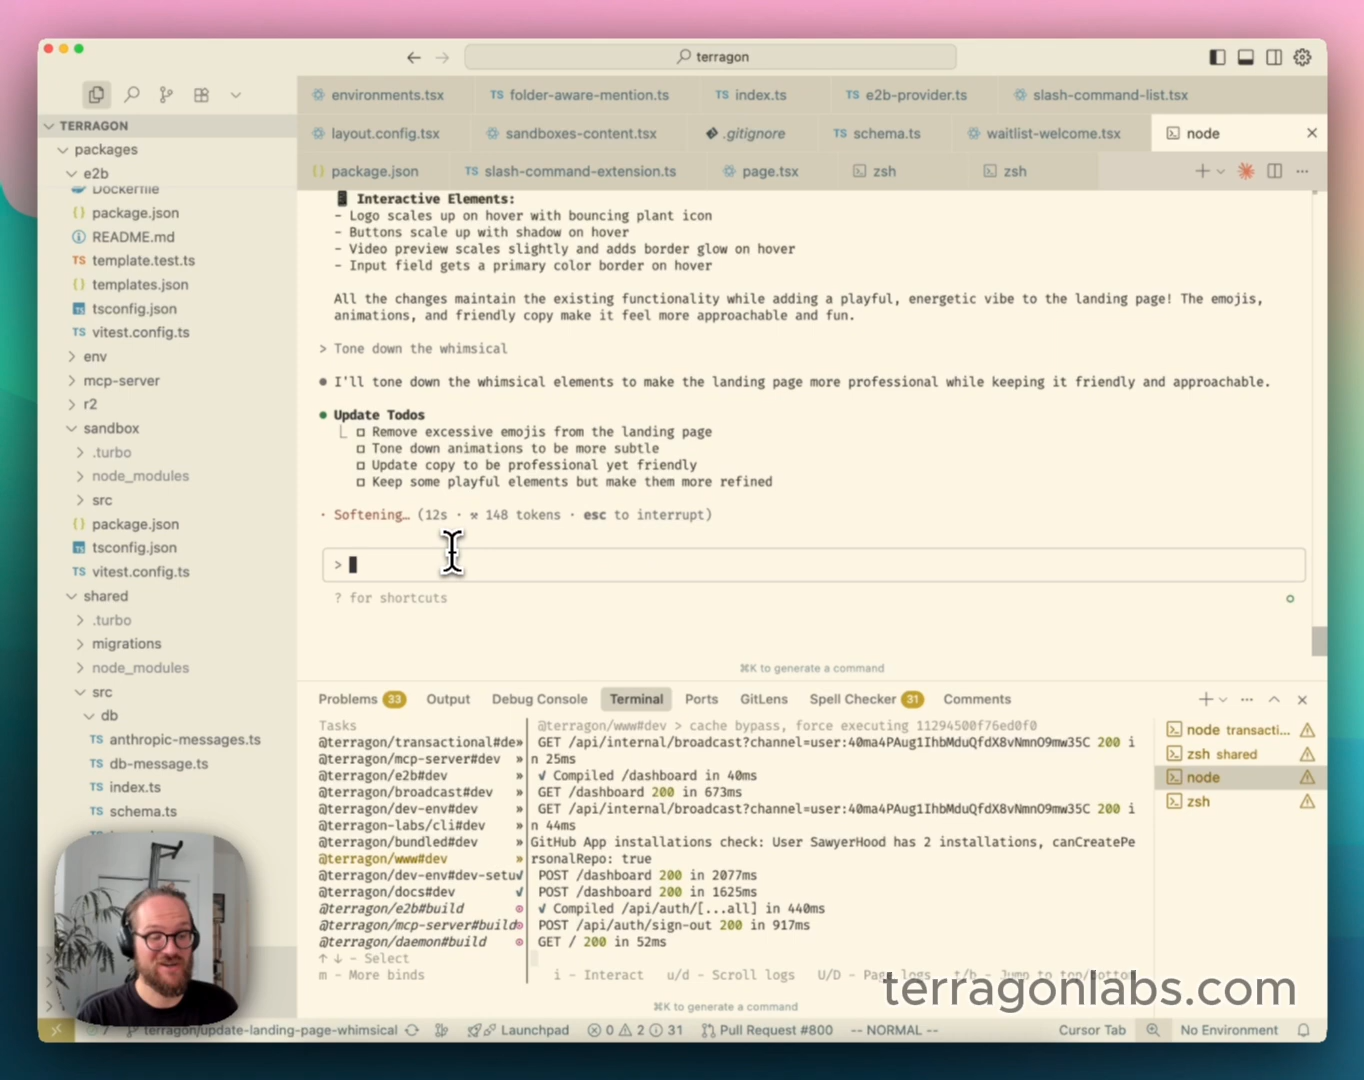 terragon
TERRAGON
packages
e2b
Dockerfile
package.json
README.md
template.test.ts
templates.json
tsconfig.json
vitest.config.ts
env
mcp-server
r2
sandbox
.turbo
node_modules
src
package.json
tsconfig.json
vitest.config.ts
shared
.turbo
migrations
node_modules
src
db
anthropic-messages.ts
db-message.ts
index.ts
schema.ts
environments.tsx
TS folder-aware-mention.ts
TS index.ts
TS e2b-provider.ts
slash-command-list.tsx
layout.config.tsx
sandboxes-content.tsx
.gitignore
TS schema.ts
waitlist-welcome.tsx
node
package.json
TS slash-command-extension.ts
page.tsx
zsh
zsh
Interactive Elements:
- Logo scales up on hover with bouncing plant icon
- Buttons scale up with shadow on hover
- Video preview scales slightly and adds border glow on hover
- Input field gets a primary color border on hover
All the changes maintain the existing functionality while adding a playful, energetic vibe to the landing page! The emojis,
animations, and friendly copy make it feel more approachable and fun.
> Tone down the whimsical
● I'll tone down the whimsical elements to make the landing page more professional while keeping it friendly and approachable.
● Update Todos
☐ Remove excessive emojis from the landing page
☐ Tone down animations to be more subtle
☐ Update copy to be professional yet friendly
☐ Keep some playful elements but make them more refined
· Softening… (12s · ⚒ 148 tokens · esc to interrupt)
>
? for shortcuts
⌘K to generate a command
Problems 33 Output Debug Console Terminal Ports GitLens Spell Checker 31 Comments
Tasks
@terragon/transactional#de»
@terragon/mcp-server#dev »
@terragon/e2b#dev »
@terragon/broadcast#dev »
@terragon/dev-env#dev »
@terragon-labs/cli#dev »
@terragon/bundled#dev »
@terragon/www#dev »
@terragon/dev-env#dev-setu√
@terragon/docs#dev √
@terragon/e2b#build
@terragon/mcp-server#build
@terragon/daemon#build
↑ ↓ - Select
m - More binds
@terragon/www#dev > cache bypass, force executing 11294500f76ed0f0
GET /api/internal/broadcast?channel=user:40ma4PAug1IhbMduQfdX8vNmnO9mw35C 200 i
n 25ms
√ Compiled /dashboard in 40ms
GET /dashboard 200 in 673ms
GET /api/internal/broadcast?channel=user:40ma4PAug1IhbMduQfdX8vNmnO9mw35C 200 i
n 44ms
GitHub App installations check: User SawyerHood has 2 installations, canCreatePe
rsonalRepo: true
POST /dashboard 200 in 2077ms
POST /dashboard 200 in 1625ms
√ Compiled /api/auth/[...all] in 440ms
POST /api/auth/sign-out 200 in 917ms
GET / 200 in 52ms
i - Interact u/d - Scroll logs U/D - Page logs t/b - Jump to top/bottom
node transacti...
zsh shared
node
zsh
⌘K to generate a command
terragonlabs.com
terragon/update-landing-page-whimsical Launchpad 0 2 31 Pull Request #800 -- NORMAL -- Cursor Tab No Environment